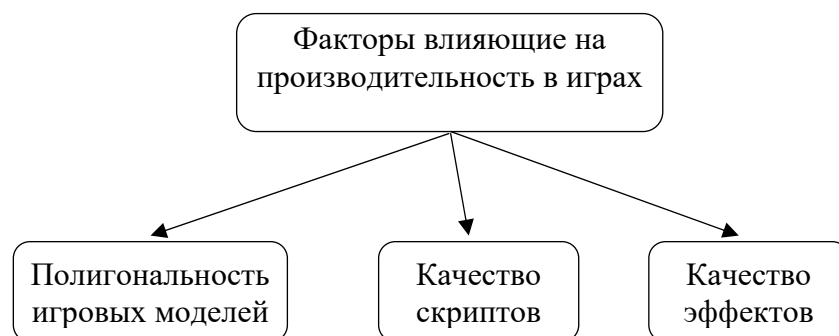 Факторы влияющие на
производительность в играх
Полигональность
игровых моделей
Качество
скриптов
Качество
эффектов